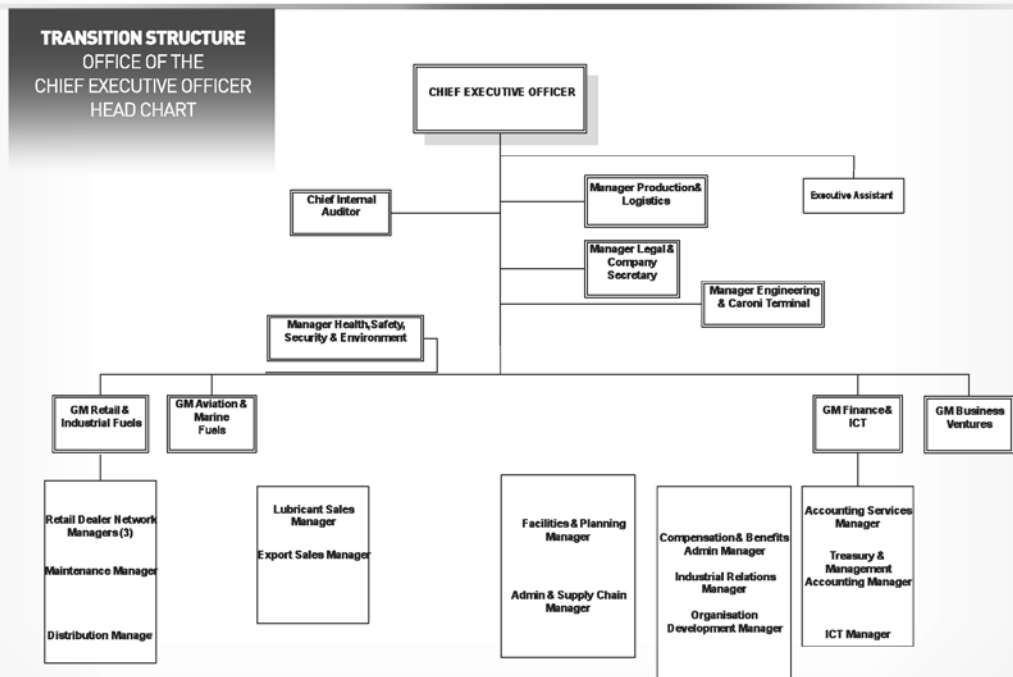 TRANSITION STRUCTURE
OFFICE OF THE
CHIEF EXECUTIVE OFFICER
HEAD CHART
CHIEF EXECUTIVE OFFICER
Chief Internal
Auditor
Manager Production&
Logistics
Executive Assistant
Manager Legal &
Company
Secretary
Manager Engineering
& Caroni Terminal
Manager Health,Safety,
Security & Environment
GM Retail &
Industrial Fuels
GM Aviation &
Marine
Fuels
GM Finance &
ICT
GM Business
Ventures
Retail Dealer Network
Managers (3)
Maintenance Manager
Distribution Manage
Lubricant Sales
Manager
Export Sales Manager
Facilities & Planning
Manager
Admin & Supply Chain
Manager
Compensation & Benefits
Admin Manager
Industrial Relations
Manager
Organisation
Development Manager
Accounting Services
Manager
Treasury &
Management
Accounting Manager
ICT Manager